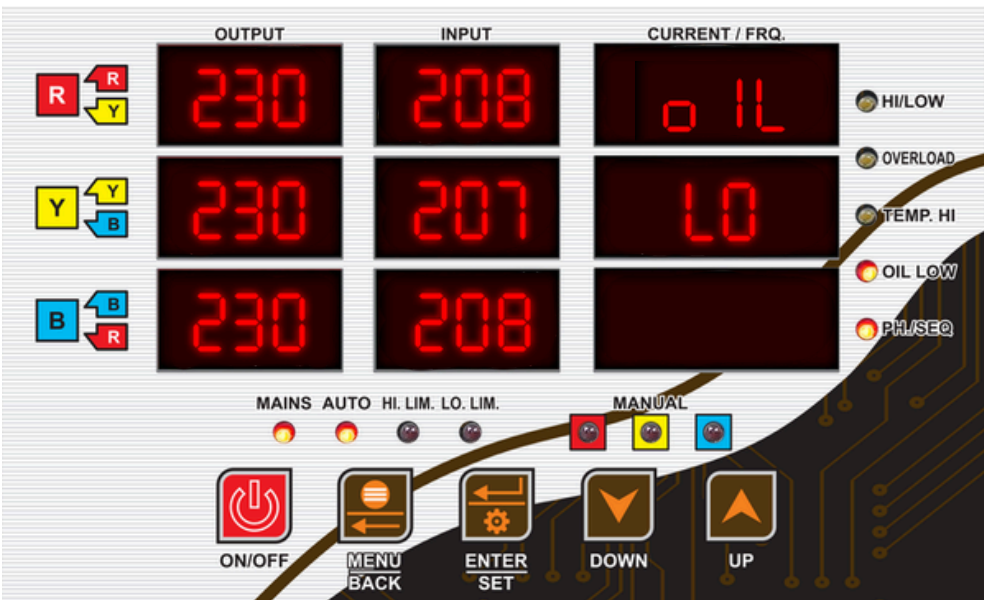 OUTPUT INPUT CURRENT / FRQ.
R R Y 230 208 oIL HI/LOW
OVERLOAD
Y Y B 230 207 LO TEMP. HI
OIL LOW
B B R 230 208 PH./SEQ
MAINS AUTO HI. LIM. LO. LIM. MANUAL
ON/OFF MENU ENTER DOWN UP
BACK SET